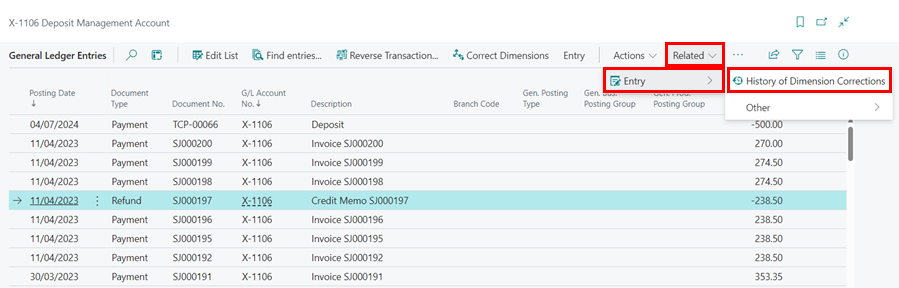 X-1106 Deposit Management Account
General Ledger Entries Edit List Find entries... Reverse Transaction... Correct Dimensions Entry Actions Related ...
Entry History of Dimension Corrections
Other
Posting Date ↓ Document Type Document No. G/L Account No. ↓ Description Branch Code Gen. Posting Type Gen. Bus. Posting Group Gen. Prod. Posting Group
04/07/2024 Payment TCP-00066 X-1106 Deposit -500.00
11/04/2023 Payment SJ000200 X-1106 Invoice SJ000200 270.00
11/04/2023 Payment SJ000199 X-1106 Invoice SJ000199 274.50
11/04/2023 Payment SJ000198 X-1106 Invoice SJ000198 274.50
→ 11/04/2023 Refund SJ000197 X-1106 Credit Memo SJ000197 -238.50
11/04/2023 Payment SJ000196 X-1106 Invoice SJ000196 238.50
11/04/2023 Payment SJ000195 X-1106 Invoice SJ000195 238.50
11/04/2023 Payment SJ000192 X-1106 Invoice SJ000192 238.50
30/03/2023 Payment SJ000191 X-1106 Invoice SJ000191 353.35